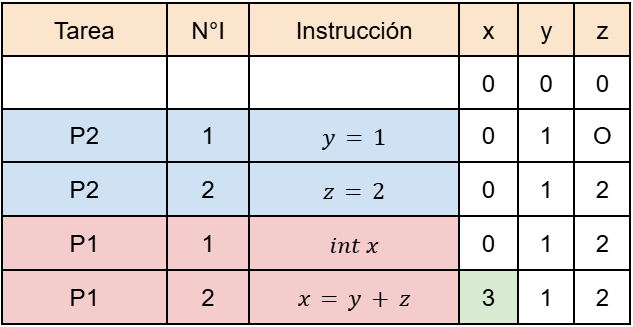 Tarea N°I Instrucción x y z
0 0 0
P2 1 y = 1 0 1 O
P2 2 z = 2 0 1 2
P1 1 int x 0 1 2
P1 2 x = y + z 3 1 2